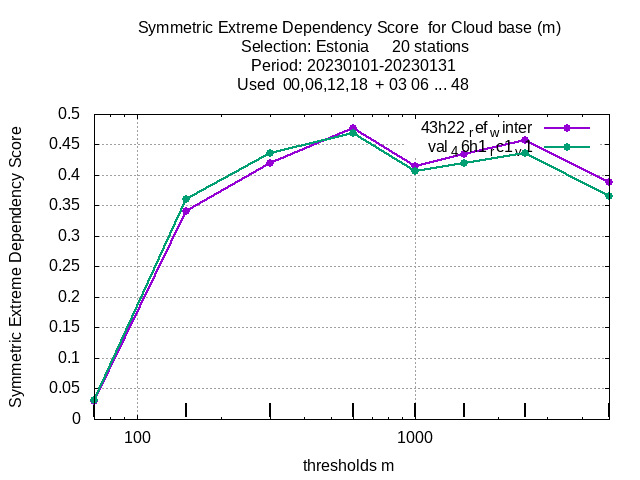 Symmetric Extreme Dependency Score for Cloud base (m)
Selection: Estonia 20 stations
Period: 20230101-20230131
Used 00,06,12,18 + 03 06 ... 48
43h22refwinter
val46h1rc1v1
Symmetric Extreme Dependency Score
0.5
0.45
0.4
0.35
0.3
0.25
0.2
0.15
0.1
0.05
0
100 1000
thresholds m